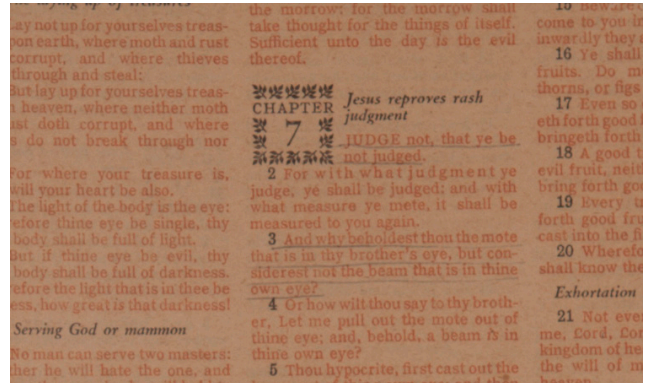 the laying up of treasures
Lay not up for yourselves treas-
upon earth, where moth and rust
corrupt, and where thieves
through and steal:
But lay up for yourselves treas-
heaven, where neither moth
rust doth corrupt, and where
do not break through nor
For where your treasure is,
will your heart be also.
The light of the body is the eye:
thine eye be single, thy
body shall be full of light.
But if thine eye be evil, thy
body shall be full of darkness.
the light that is in thee be
how great is that darkness!
Serving God or mammon
No man can serve two masters:
he will hate the one, and
the morrow: for the morrow shall
take thought for the things of itself.
Sufficient unto the day is the evil
thereof.
CHAPTER
7
Jesus reproves rash
judgment
JUDGE not, that ye be
not judged.
2 For with what judgment ye
judge, ye shall be judged: and with
what measure ye mete, it shall be
measured to you again.
3 And why beholdest thou the mote
that is in thy brother's eye, but con-
siderest not the beam that is in thine
own eye?
4 Or how wilt thou say to thy broth-
er, Let me pull out the mote out of
thine eye; and, behold, a beam is in
thine own eye?
5 Thou hypocrite, first cast out the
15 Beware
come to you in
inwardly they
16 Ye shall
fruits. Do
thorns, or figs
17 Even so
eth forth good
bringeth forth
18 A good
evil fruit,
bring forth
19 Every
forth good
cast into the
20
shall know the
Exhortation
21 Not
me, Lord,
kingdom of
the will of